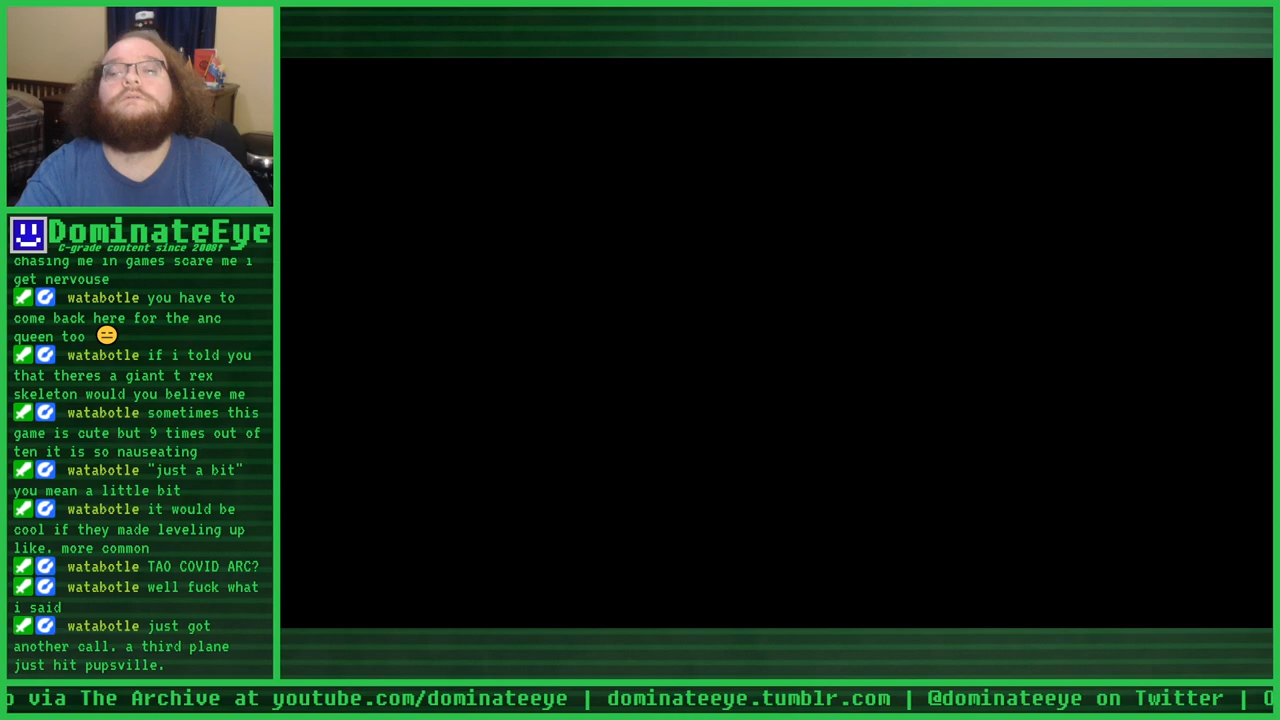 DominateEye
C-grade content since 2008!
chasing me in games scare me i
get nervouse
watabotle you have to
come back here for the anc
queen too
watabotle if i told you
that theres a giant t rex
skeleton would you believe me
watabotle sometimes this
game is cute but 9 times out of
ten it is so nauseating
watabotle "just a bit"
you mean a little bit
watabotle it would be
cool if they made leveling up
like. more common
watabotle TAO COVID ARC?
watabotle well fuck what
i said
watabotle just got
another call. a third plane
just hit pupsville.
via The Archive at youtube.com/dominateeye | dominateeye.tumblr.com | @dominateeye on Twitter |